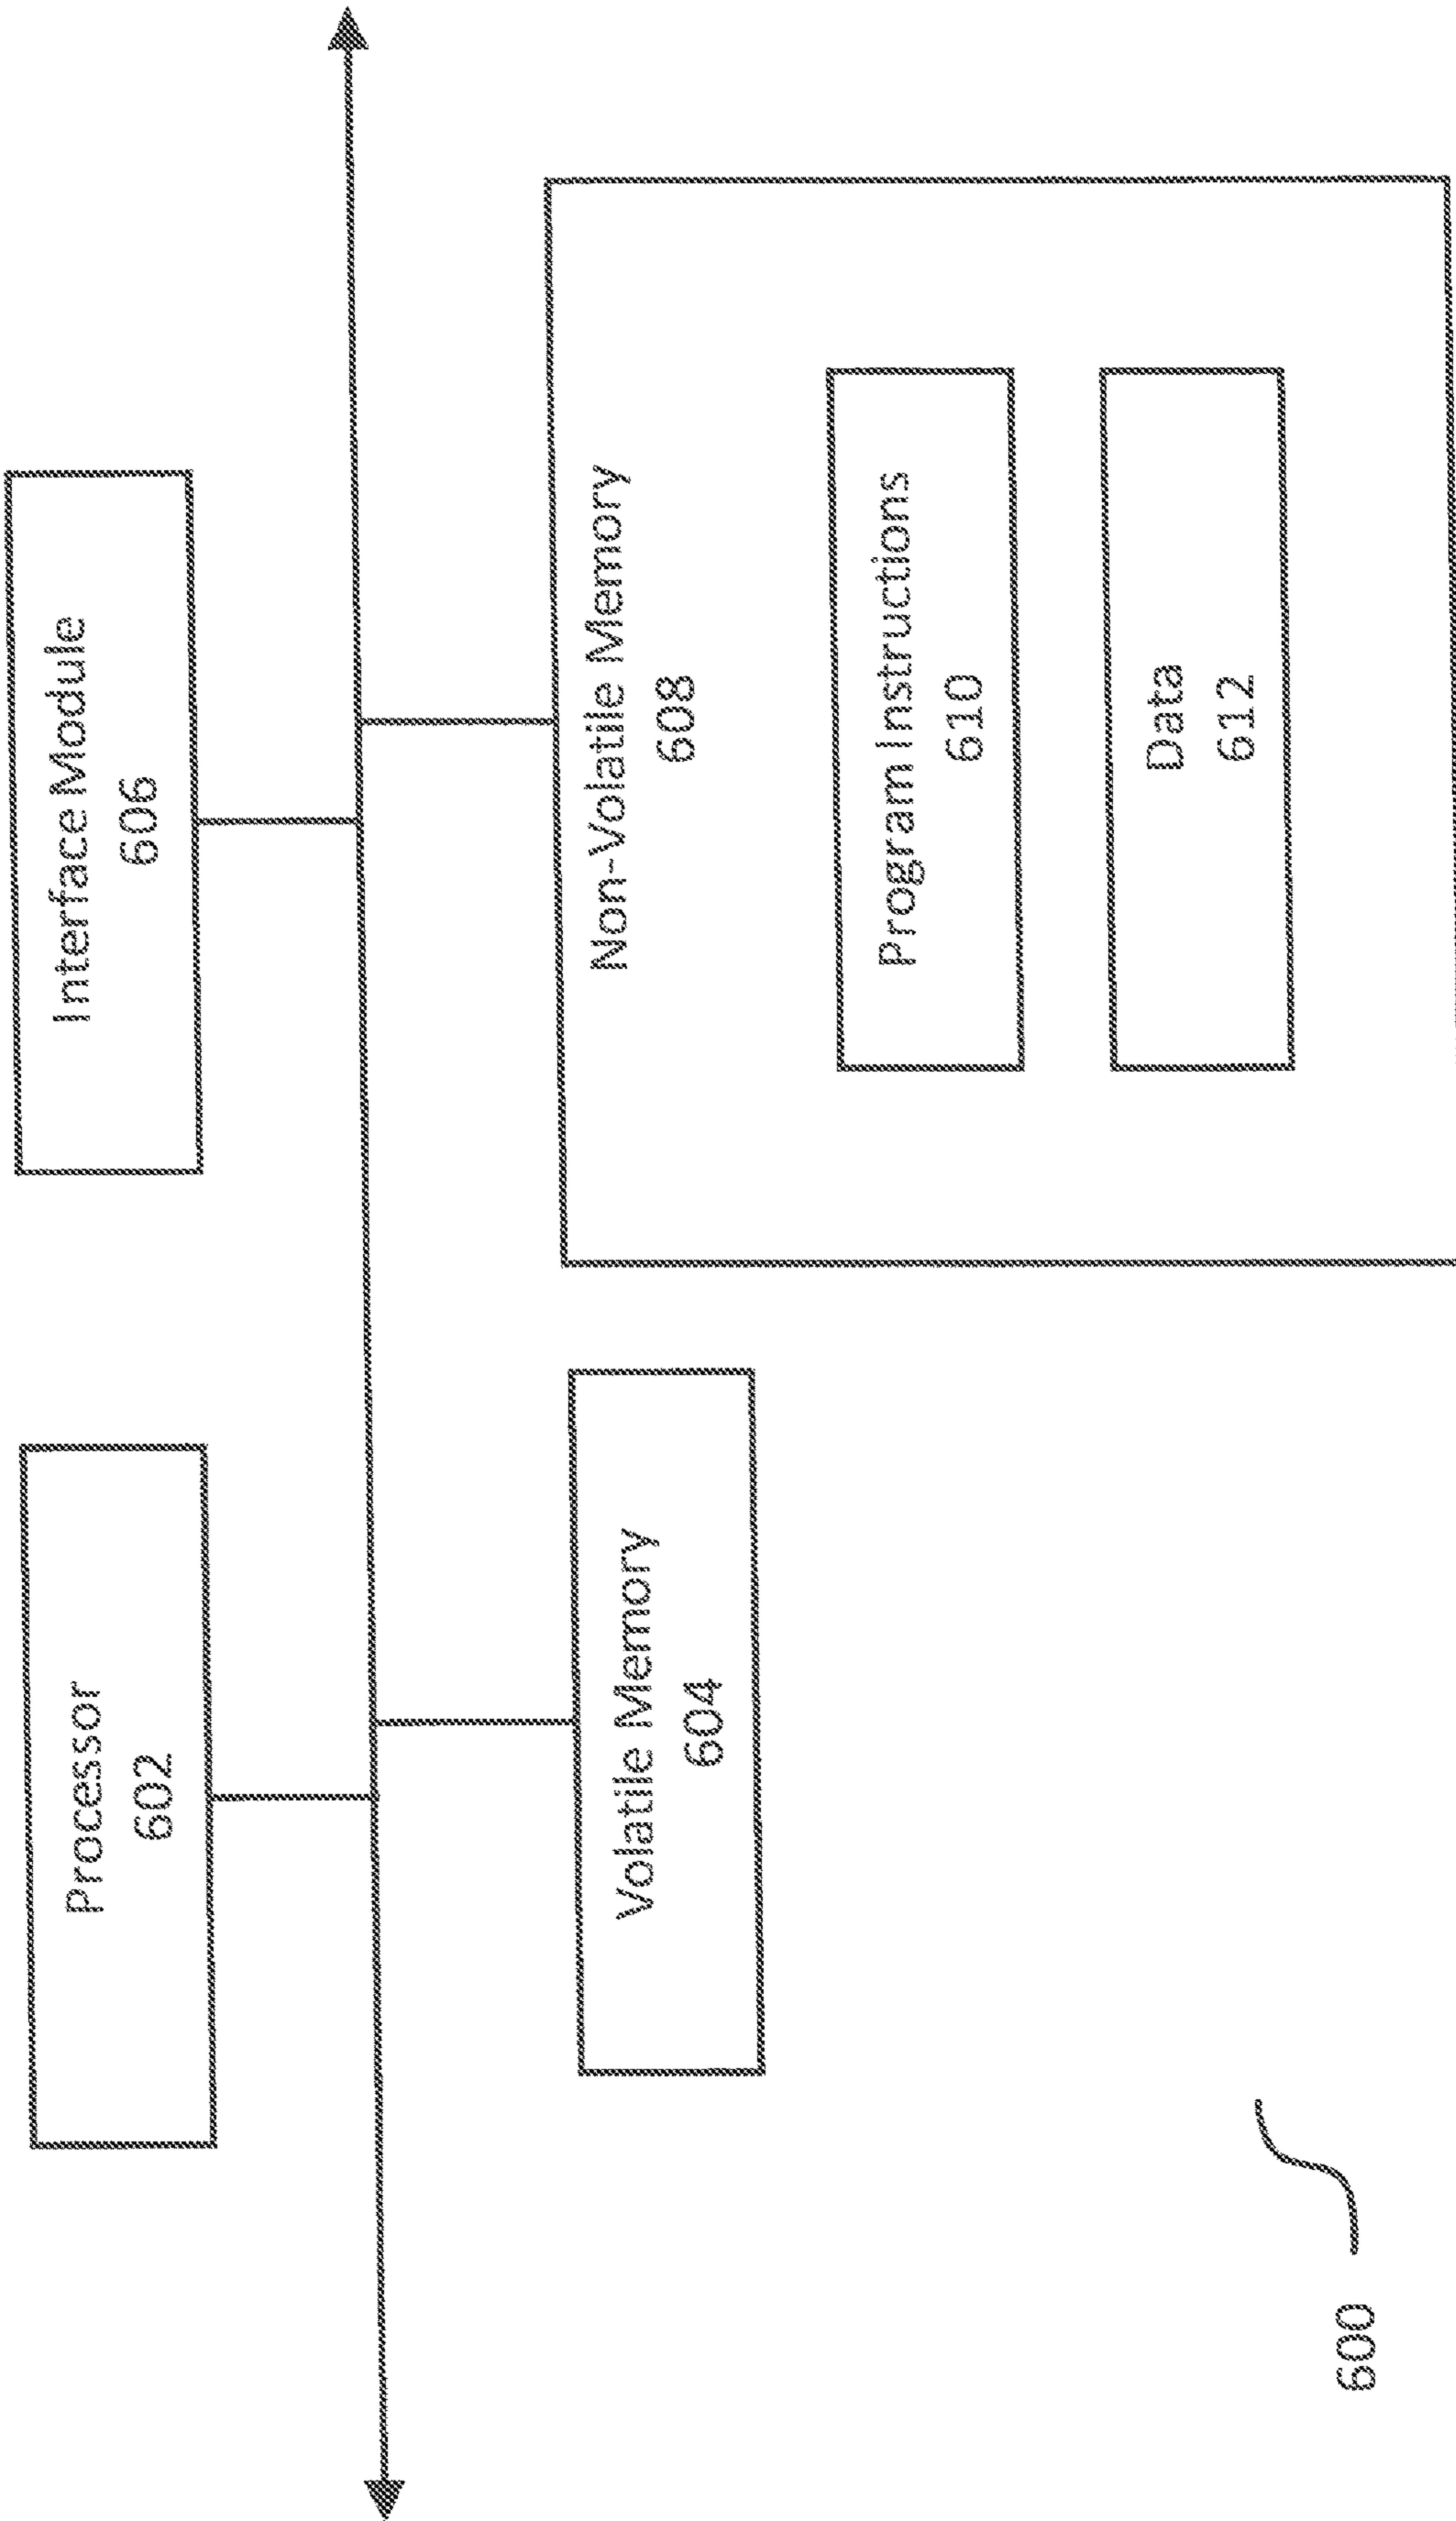 Processor
602
Interface Module
606
Volatile Memory
604
Non-Volatile Memory
608
Program Instructions
610
Data
612
600